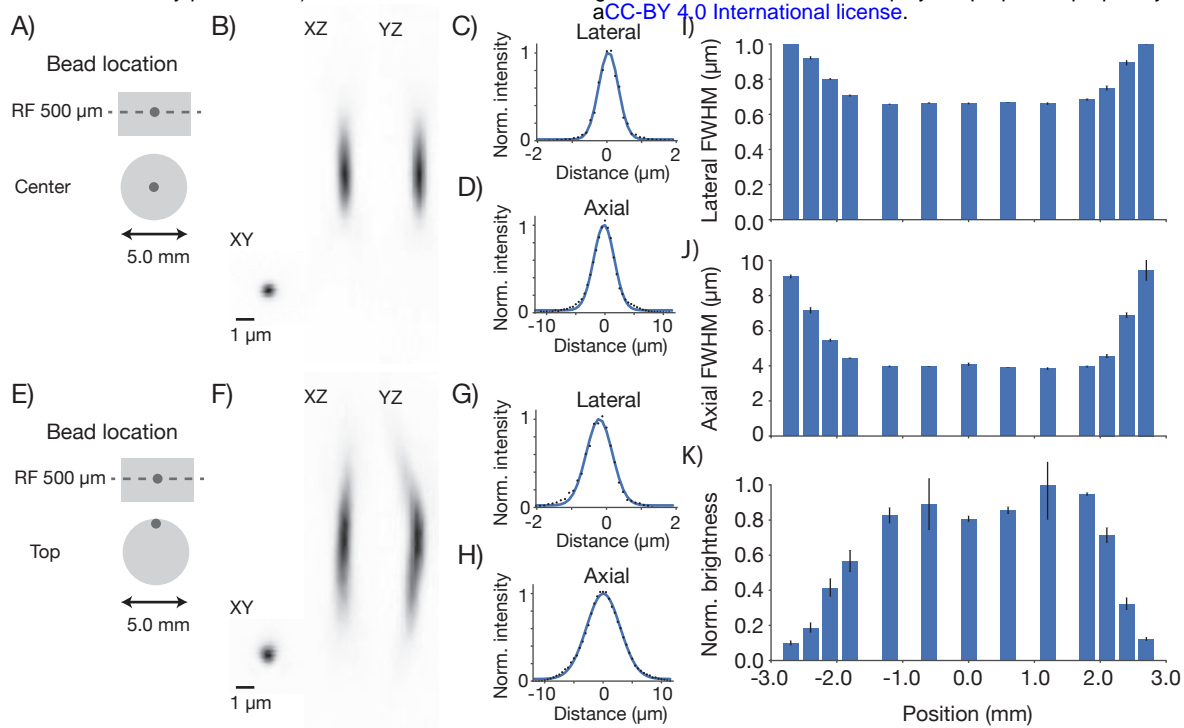 aCC-BY 4.0 International license.
A)
Bead location
RF 500 µm
Center
5.0 mm
B)
XZ
YZ
XY
1 µm
C)
Lateral
Norm. intensity
1
0
-2
0
2
Distance (µm)
D)
Axial
Norm. intensity
1
0
-10
0
10
Distance (µm)
E)
Bead location
RF 500 µm
Top
5.0 mm
F)
XZ
YZ
XY
1 µm
G)
Lateral
Norm. intensity
1
0
-2
0
2
Distance (µm)
H)
Axial
Norm. intensity
1
0
-10
0
10
Distance (µm)
I)
Lateral FWHM (µm)
1.0
0.8
0.6
0.4
0.2
0.0
J)
Axial FWHM (µm)
10
8
6
4
2
0
K)
Norm. brightness
1.0
0.8
0.6
0.4
0.2
0.0
-3.0
-2.0
-1.0
0.0
1.0
2.0
3.0
Position (mm)